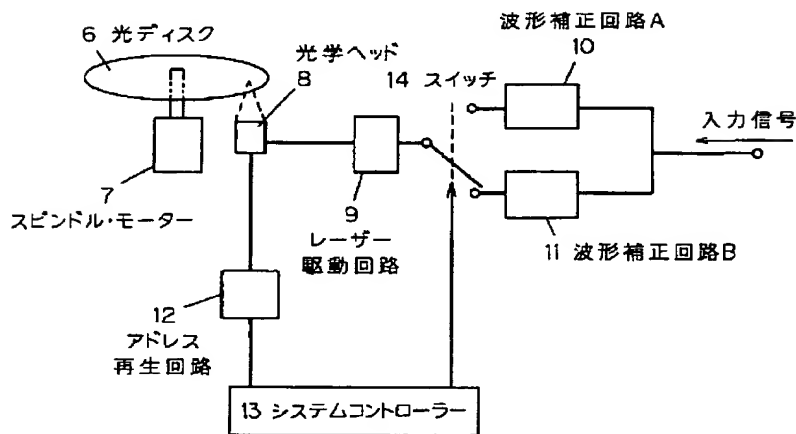 波形補正回路A
10
6 光ディスク
光学ヘッド
8
14 スイッチ
入力信号
7
スピンドル・モーター
9
レーザー
駆動回路
11 波形補正回路B
12
アドレス
再生回路
13 システムコントローラー